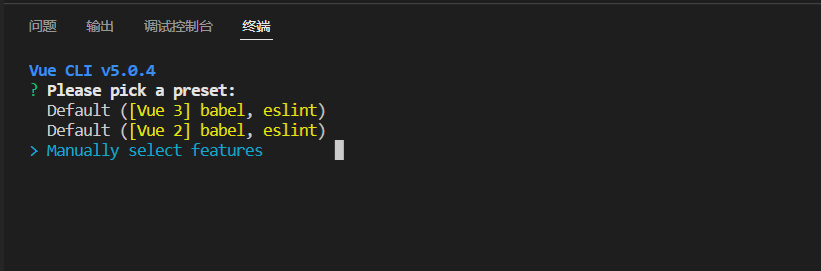 问题 输出 调试控制台 终端
Vue CLI v5.0.4
? Please pick a preset:
Default ([Vue 3] babel, eslint)
Default ([Vue 2] babel, eslint)
> Manually select features